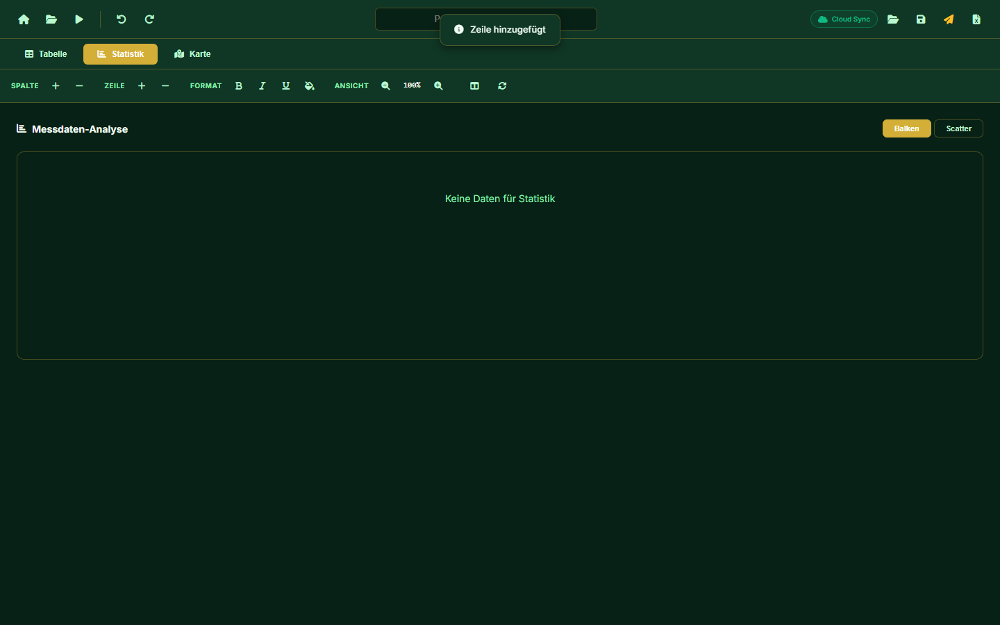 Zeile hinzugefügt
Cloud Sync
Tabelle
Statistik
Karte
SPALTE
ZEILE
FORMAT
B
I
U
ANSICHT
100%
Messdaten-Analyse
Balken
Scatter
Keine Daten für Statistik